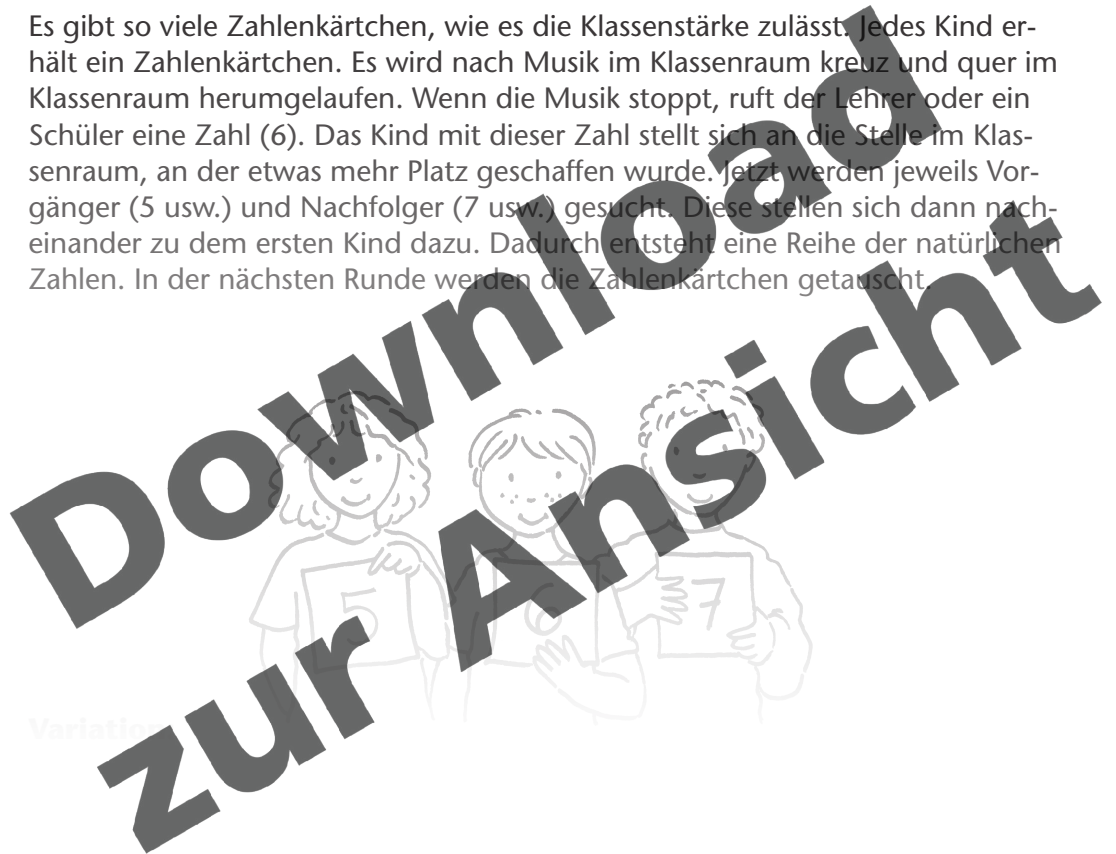 Es gibt so viele Zahlenkärtchen, wie es die Klassenstärke zulässt. Jedes Kind er-
hält ein Zahlenkärtchen. Es wird nach Musik im Klassenraum kreuz und quer im
Klassenraum herumgelaufen. Wenn die Musik stoppt, ruft der Lehrer oder ein
Schüler eine Zahl (6). Das Kind mit dieser Zahl stellt sich an die Stelle im Klas-
senraum, an der etwas mehr Platz geschaffen wurde. Jetzt werden jeweils Vor-
gänger (5 usw.) und Nachfolger (7 usw.) gesucht. Diese stellen sich dann nach-
einander zu dem ersten Kind dazu. Dadurch entsteht eine Reihe der natürlichen
Zahlen. In der nächsten Runde werden die Zahlenkärtchen getauscht.
Download
zur Ansicht
5 6 7
Variation